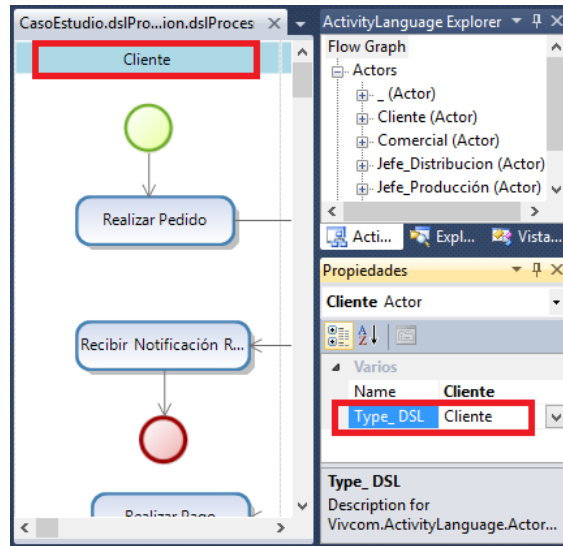 CasoEstudio.dslPro...ion.dslProces
Cliente
Realizar Pedido
Recibir Notificación R...
Realizar Pago
ActivityLanguage Explorer
Flow Graph
Actors
_ (Actor)
Cliente (Actor)
Comercial (Actor)
Jefe_Distribucion (Actor)
Jefe_Producción (Actor)
Acti... Expl... Vista...
Propiedades
Cliente Actor
Varios
Name Cliente
Type_ DSL Cliente
Type_ DSL
Description for
Vivcom.ActivityLanguage.Actor...